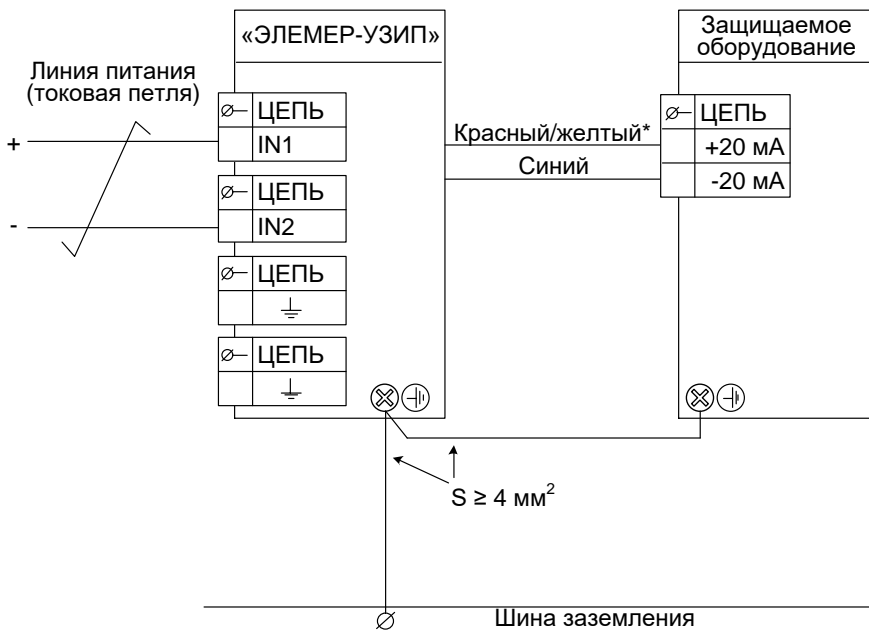 «ЭЛЕМЕР-УЗИП»
Защищаемое
оборудование
Линия питания
(токовая петля)
ЦЕПЬ
IN1
ЦЕПЬ
IN2
ЦЕПЬ
ЦЕПЬ
+
-
Красный/желтый*
Синий
ЦЕПЬ
+20 мА
-20 мА
S ≥ 4 мм²
Шина заземления